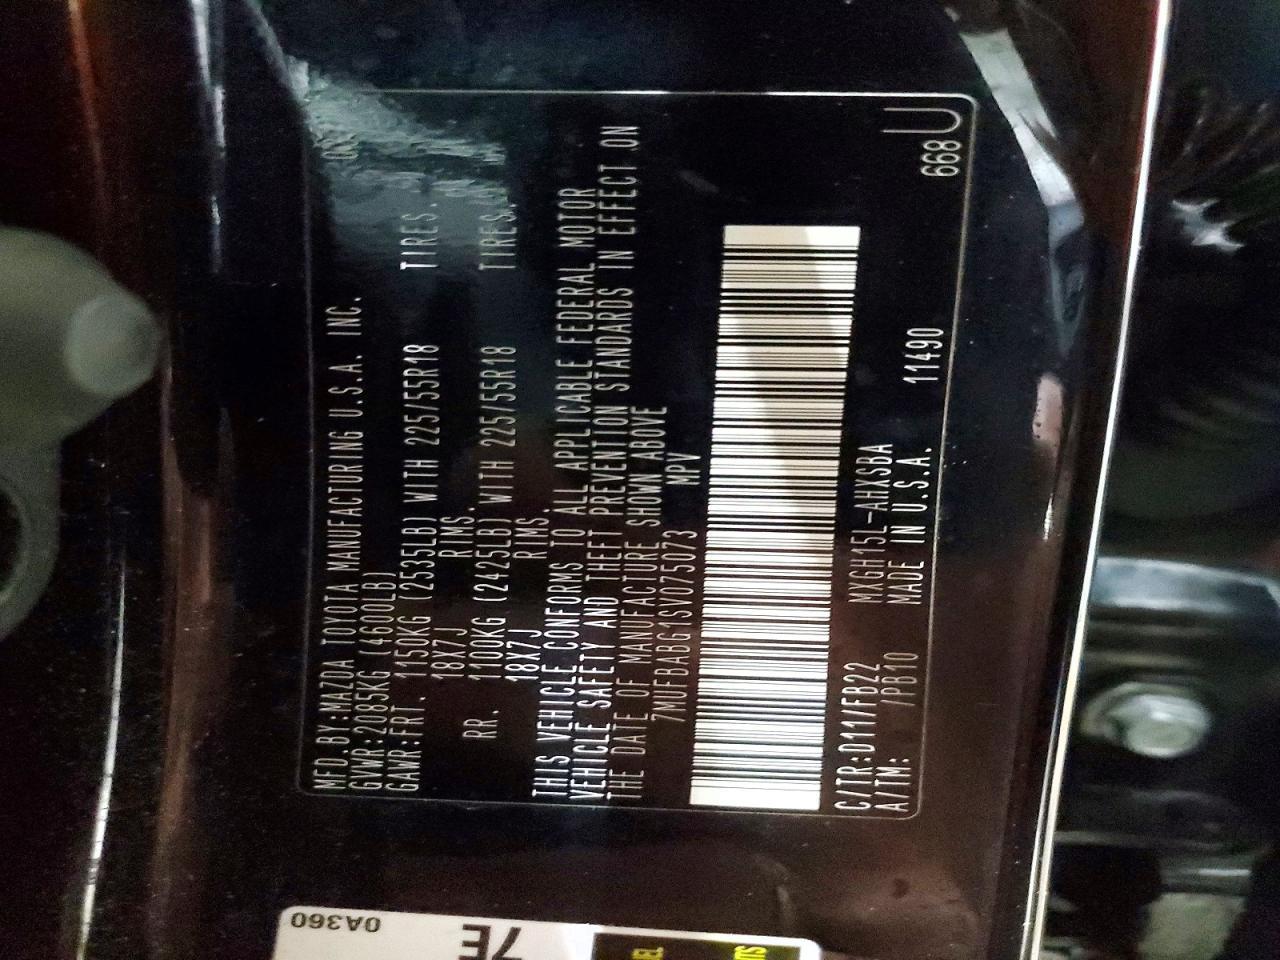 MFD.BY:MAZDA TOYOTA MANUFACTURING U.S.A. INC.
GVWR:2085KG (4600LB)
GAWR:FRT. 1150KG (2535LB) WITH 225/55R18 TIRES.
18X7J RIMS.
RR. 1100KG (2425LB) WITH 225/55R18 TIRES.
18X7J RIMS
THIS VEHICLE CONFORMS TO ALL APPLICABLE FEDERAL MOTOR
VEHICLE SAFETY AND THEFT PREVENTION STANDARDS IN EFFECT ON
THE DATE OF MANUFACTURE SHOWN ABOVE
7MUFBABG1SV075073 MPV
C/TR:D11/FB22 MXGH15L-AHXSBA
A/TM: /PB10 MADE IN U.S.A. 11490
668U
0A360
7E